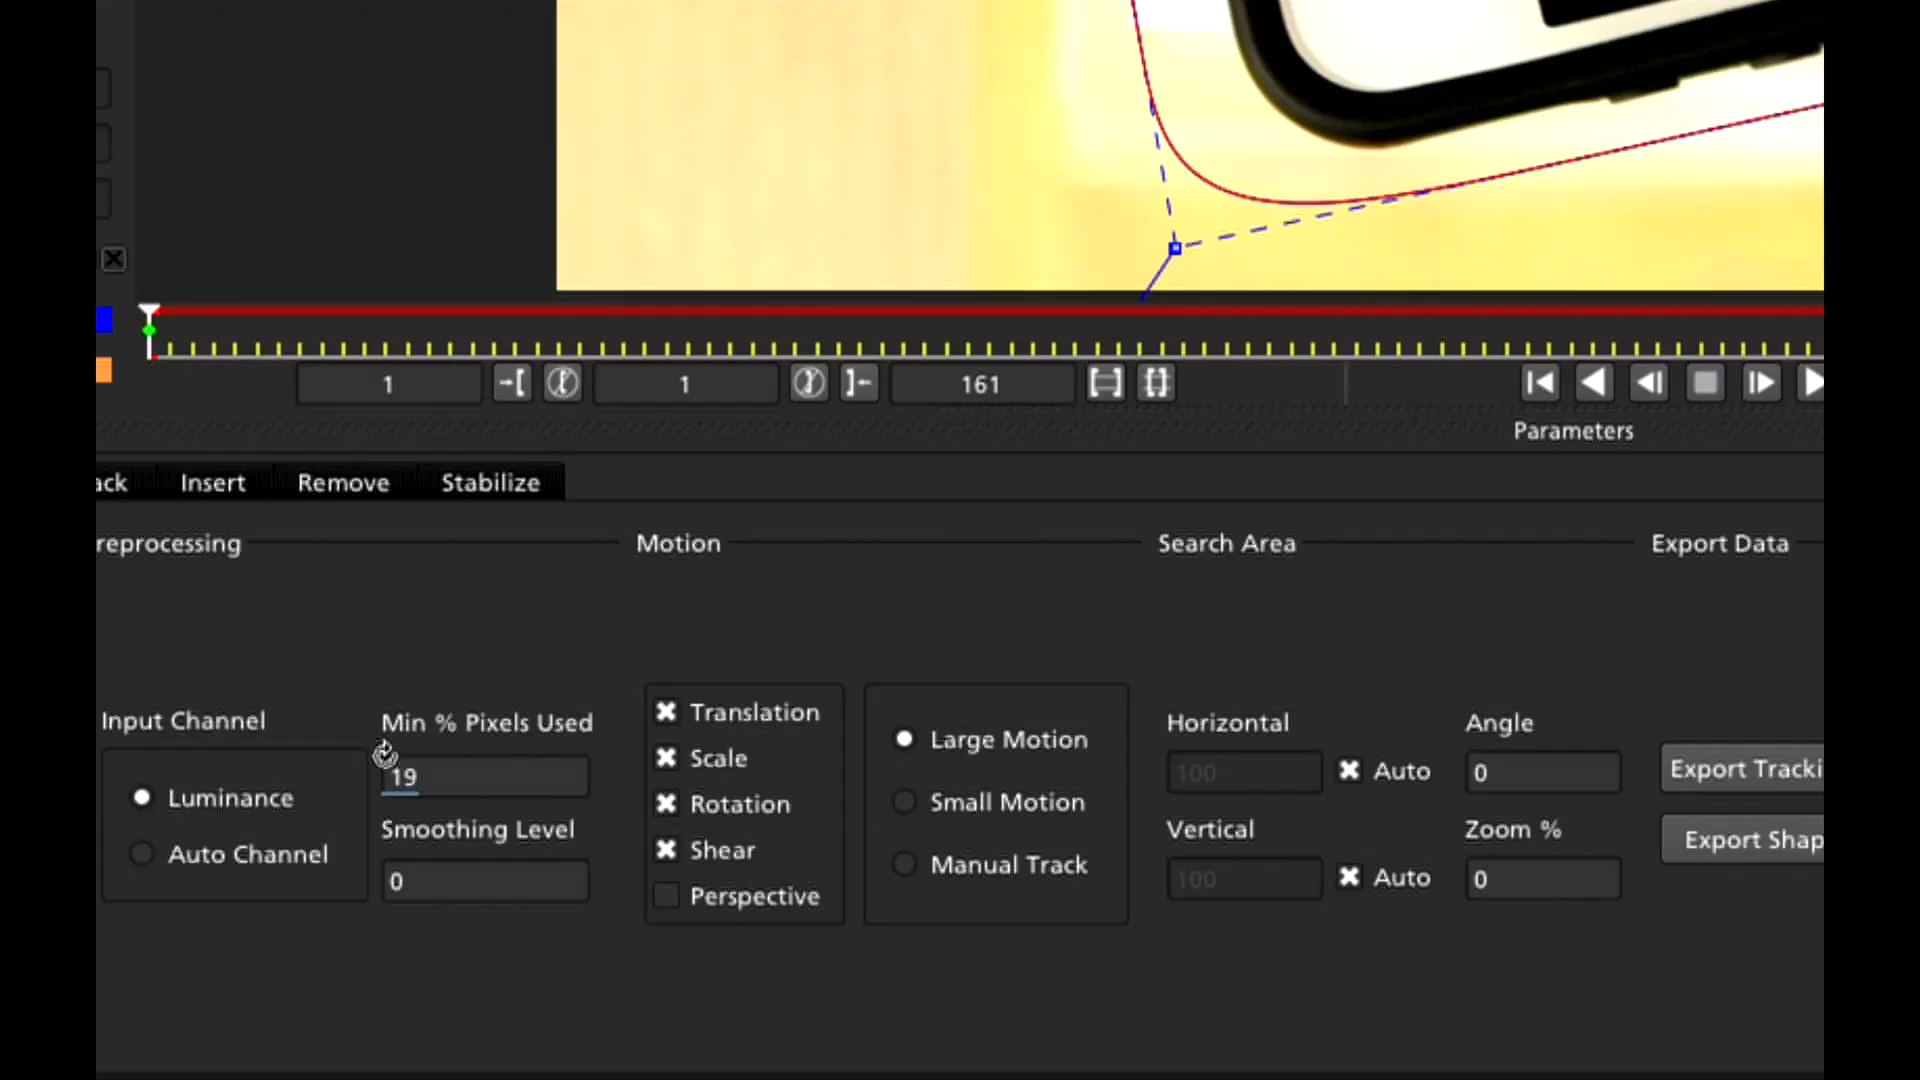 1 1 161
Parameters
ack Insert Remove Stabilize
reprocessing Motion Search Area Export Data
Input Channel Min % Pixels Used
Luminance
Auto Channel
19
Smoothing Level
0
Translation
Scale
Rotation
Shear
Perspective
Large Motion
Small Motion
Manual Track
Horizontal Angle
100 Auto 0
Vertical Zoom %
100 Auto 0
Export Tracki
Export Shap